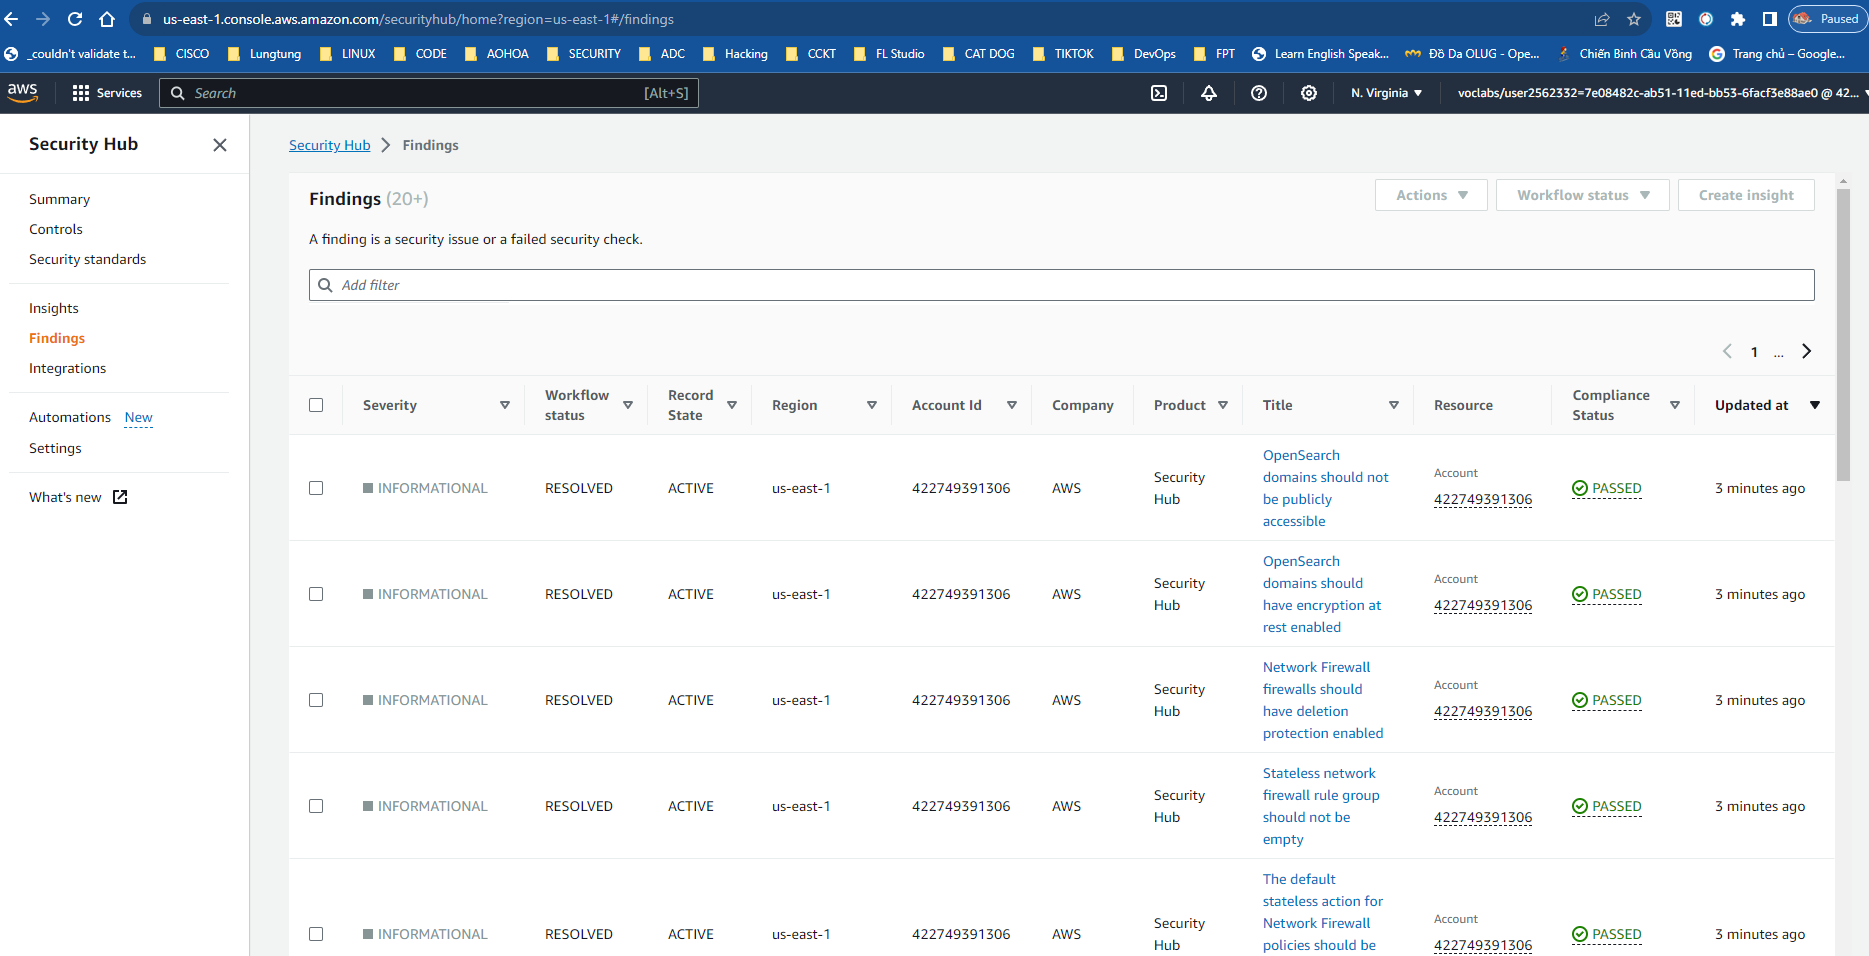 us-east-1.console.aws.amazon.com/securityhub/home?region=us-east-1#/findings
Paused
_couldn't validate t...
CISCO
Lungtung
LINUX
CODE
AOHOA
SECURITY
ADC
Hacking
CCKT
FL Studio
CAT DOG
TIKTOK
DevOps
FPT
Learn English Speak...
Đồ Da OLUG - Ope...
Chiến Binh Cầu Vồng
Trang chủ – Google...
aws
Services
Search
[Alt+S]
N. Virginia
voclabs/user2562332=7e08482c-ab51-11ed-bb53-6facf3e88ae0 @ 42...
Security Hub
Summary
Controls
Security standards
Insights
Findings
Integrations
Automations New
Settings
What's new
Security Hub
Findings
Findings (20+)
Actions
Workflow status
Create insight
A finding is a security issue or a failed security check.
Add filter
1
...
Severity
Workflow
status
Record
State
Region
Account Id
Company
Product
Title
Resource
Compliance
Status
Updated at
INFORMATIONAL
RESOLVED
ACTIVE
us-east-1
422749391306
AWS
Security
Hub
OpenSearch
domains should not
be publicly
accessible
Account
422749391306
PASSED
3 minutes ago
INFORMATIONAL
RESOLVED
ACTIVE
us-east-1
422749391306
AWS
Security
Hub
OpenSearch
domains should
have encryption at
rest enabled
Account
422749391306
PASSED
3 minutes ago
INFORMATIONAL
RESOLVED
ACTIVE
us-east-1
422749391306
AWS
Security
Hub
Network Firewall
firewalls should
have deletion
protection enabled
Account
422749391306
PASSED
3 minutes ago
INFORMATIONAL
RESOLVED
ACTIVE
us-east-1
422749391306
AWS
Security
Hub
Stateless network
firewall rule group
should not be
empty
Account
422749391306
PASSED
3 minutes ago
INFORMATIONAL
RESOLVED
ACTIVE
us-east-1
422749391306
AWS
Security
Hub
The default
stateless action for
Network Firewall
policies should be
Account
422749391306
PASSED
3 minutes ago